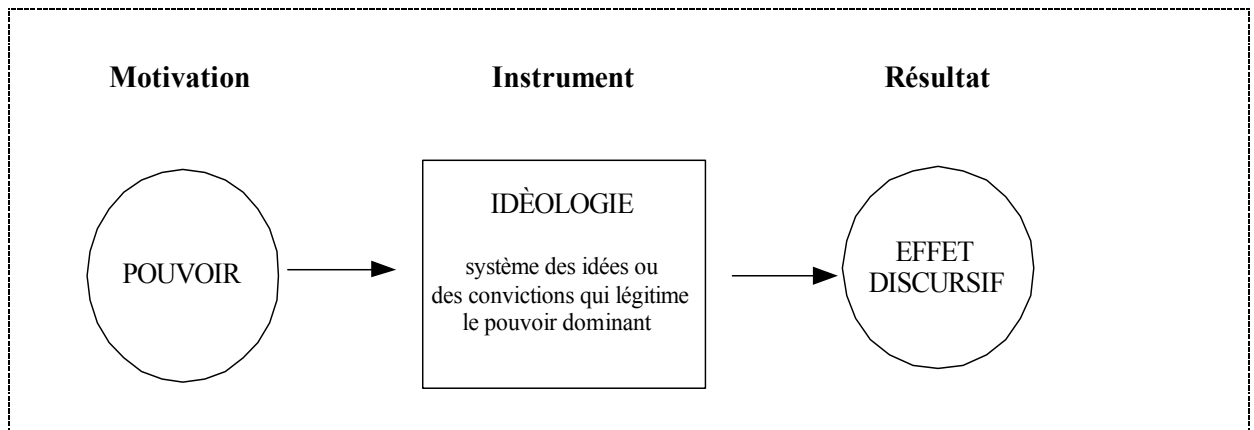 Motivation Instrument Résultat
POUVOIR
IDÈOLOGIE
système des idées ou
des convictions qui légitime
le pouvoir dominant
EFFET
DISCURSIF